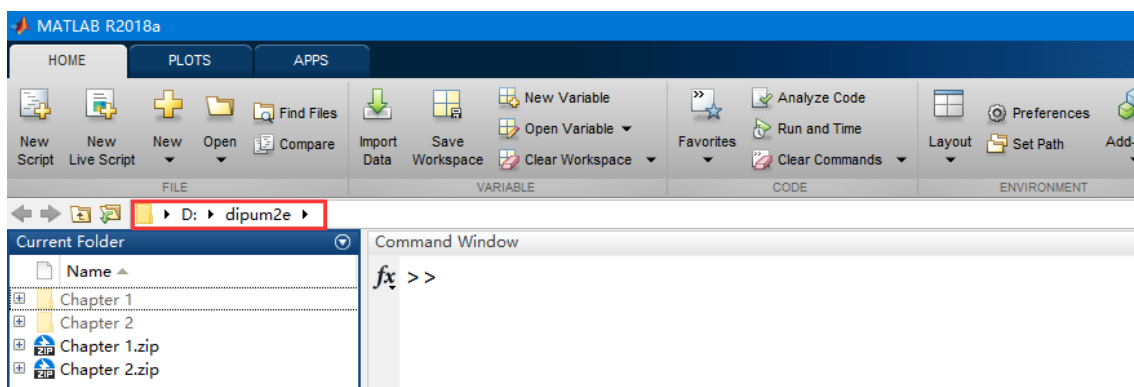 MATLAB R2018a
HOME PLOTS APPS
New Script
New Live Script
New
Open
Find Files
Compare
Import Data
Save Workspace
New Variable
Open Variable
Clear Workspace
Favorites
Analyze Code
Run and Time
Clear Commands
Layout
Preferences
Set Path
Add-
FILE VARIABLE CODE ENVIRONMENT
D: dipum2e
Current Folder
Command Window
Name
fx >>
Chapter 1
Chapter 2
ZIP Chapter 1.zip
ZIP Chapter 2.zip